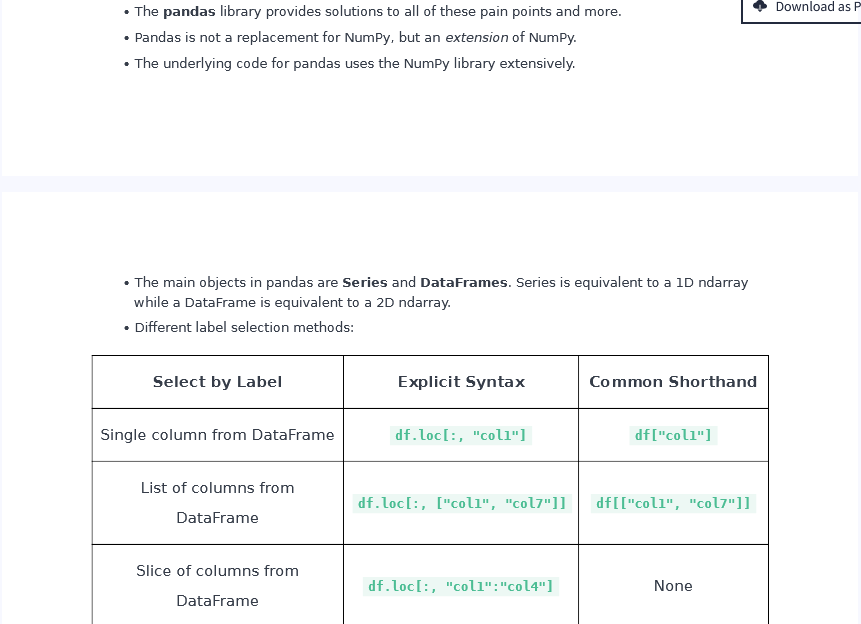 • The pandas library provides solutions to all of these pain points and more.
Download as P
• Pandas is not a replacement for NumPy, but an extension of NumPy.
• The underlying code for pandas uses the NumPy library extensively.
• The main objects in pandas are Series and DataFrames. Series is equivalent to a 1D ndarray
while a DataFrame is equivalent to a 2D ndarray.
• Different label selection methods:
Select by Label Explicit Syntax Common Shorthand
Single column from DataFrame df.loc[:, "col1"] df["col1"]
List of columns from
DataFrame df.loc[:, ["col1", "col7"]] df[["col1", "col7"]]
Slice of columns from
DataFrame df.loc[:, "col1":"col4"] None